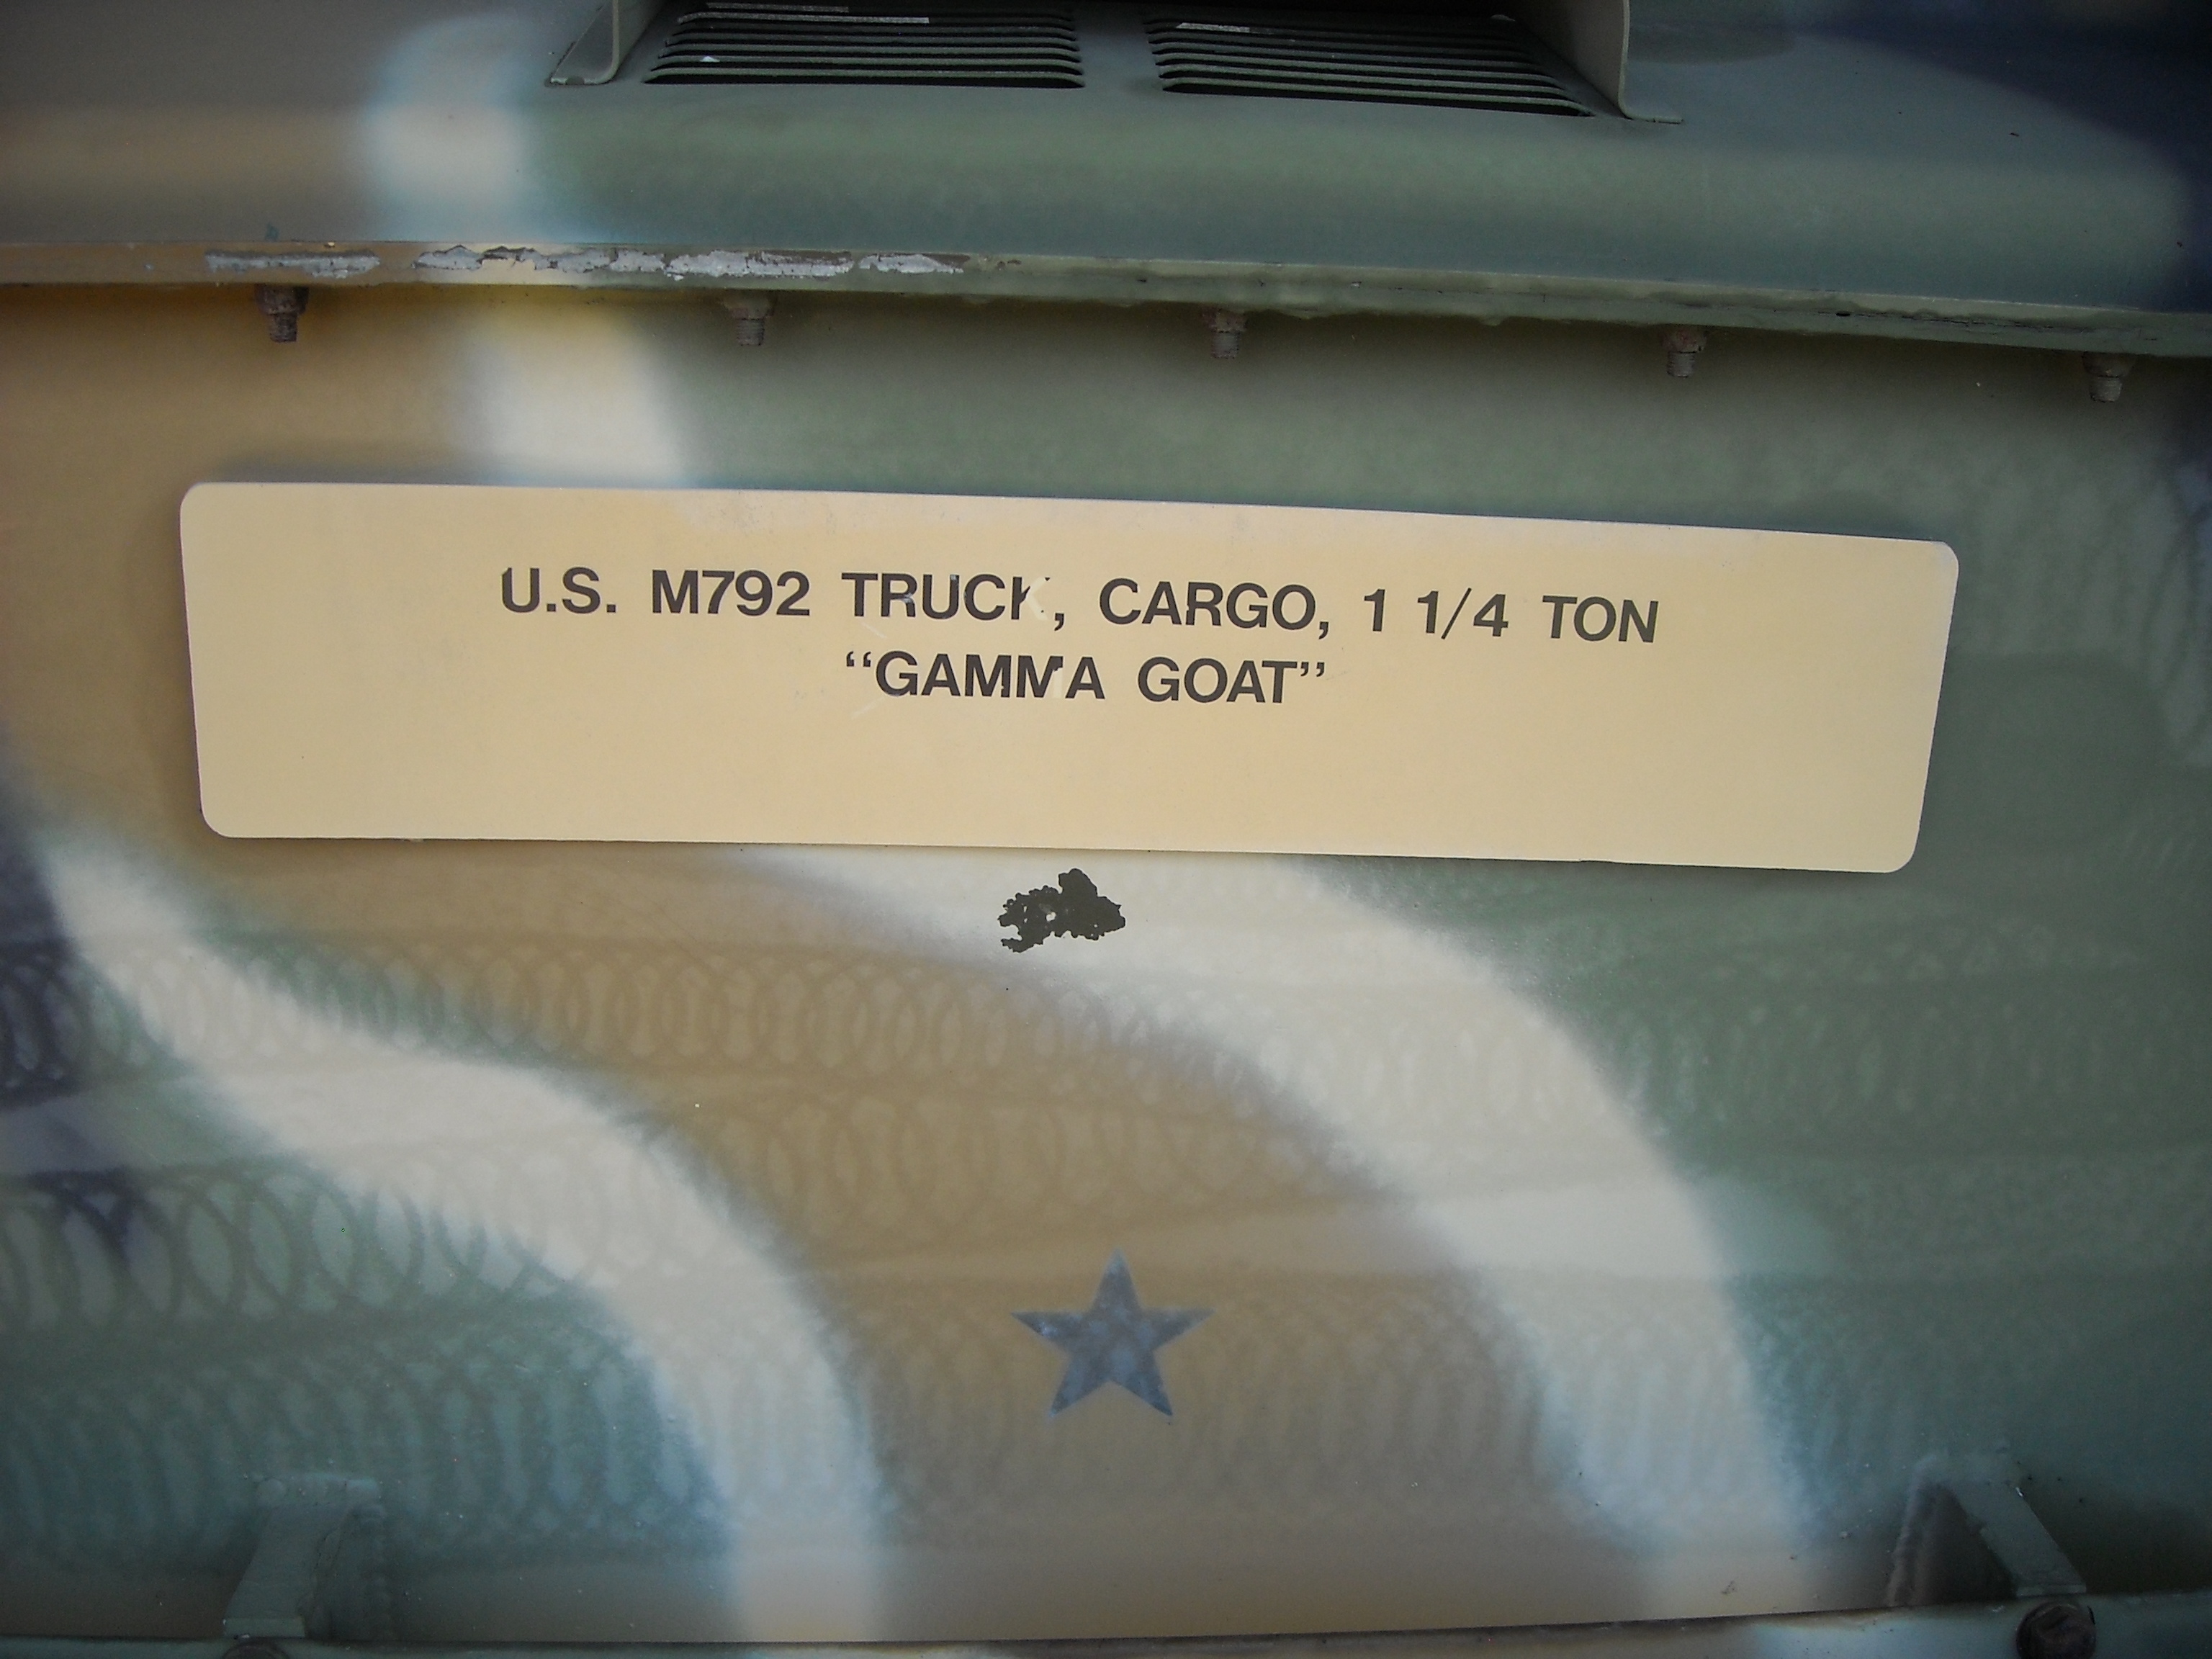 U.S. M792 TRUCK, CARGO, 1 1/4 TON
“GAMMA GOAT”